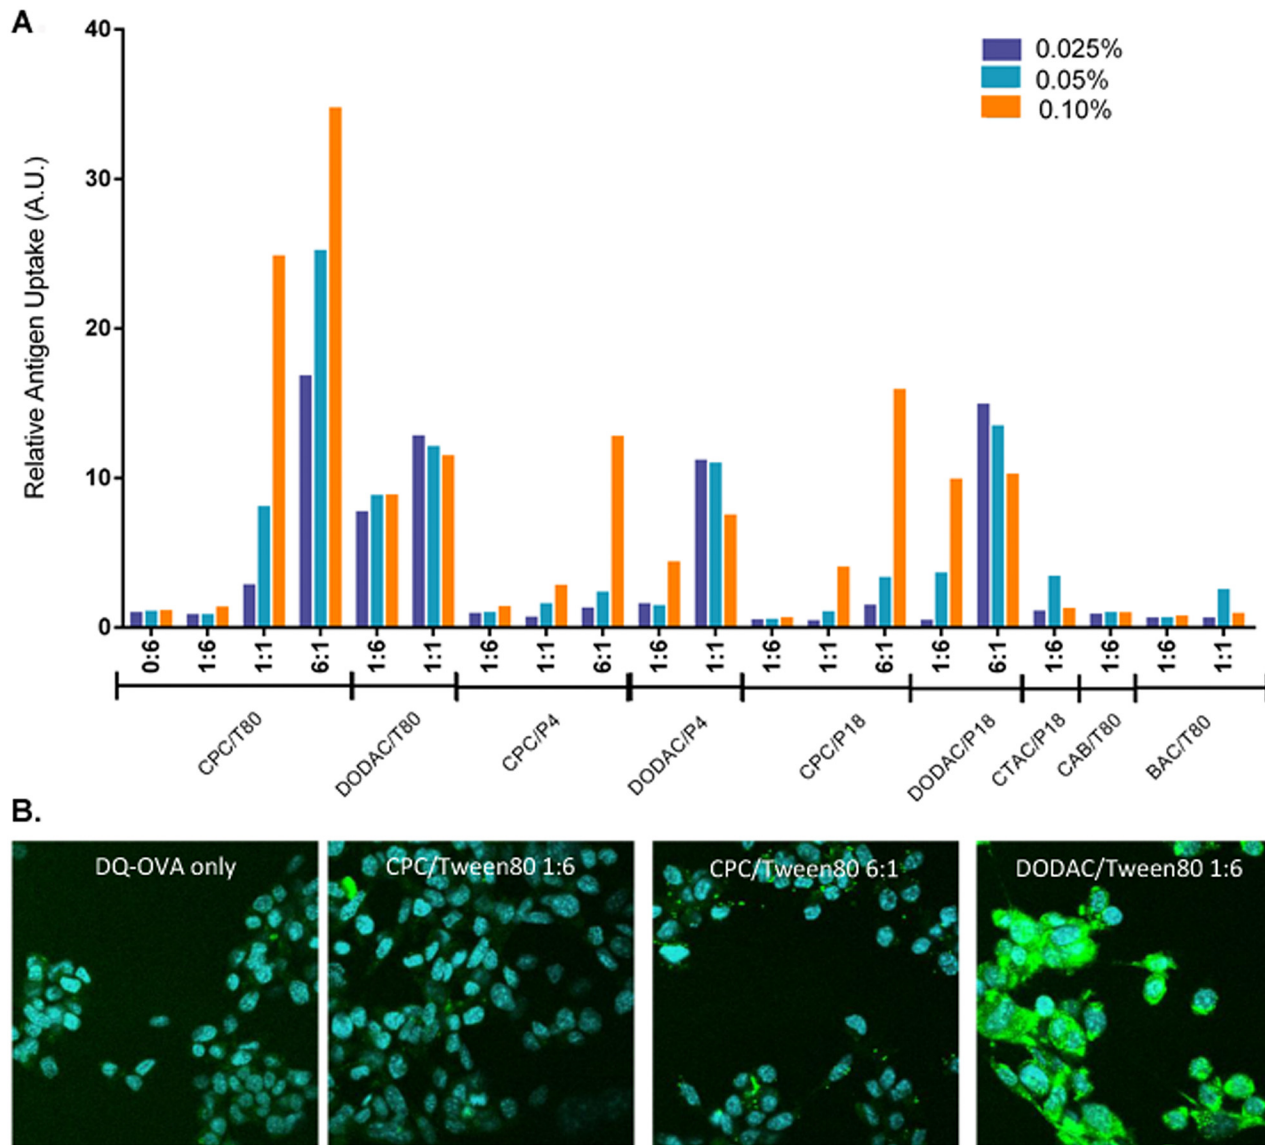 A
40
30
20
10
0
Relative Antigen Uptake (A.U.)
0.025%
0.05%
0.10%
0:6 1:6 1:1 6:1 1:6 1:1 1:6 1:1 6:1 1:6 1:1 1:6 1:1 6:1 1:6 6:1 1:6 1:6 1:6 1:1
CPC/T80 DODAC/T80 CPC/P4 DODAC/P4 CPC/P18 DODAC/P18 CTAC/P18 CAB/T80 BAC/T80
B.
DQ-OVA only
CPC/Tween80 1:6
CPC/Tween80 6:1
DODAC/Tween80 1:6